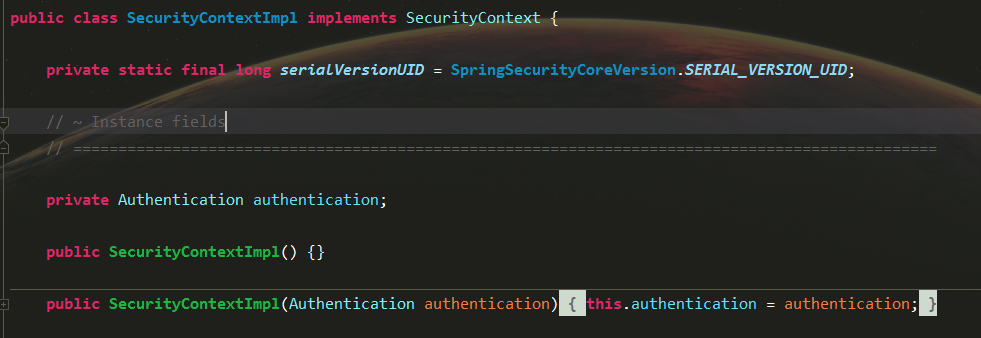 public class SecurityContextImpl implements SecurityContext {
private static final long serialVersionUID = SpringSecurityCoreVersion.SERIAL_VERSION_UID;
// ~ Instance fields
// ================================================================================================
private Authentication authentication;
public SecurityContextImpl() {}
public SecurityContextImpl(Authentication authentication) { this.authentication = authentication; }